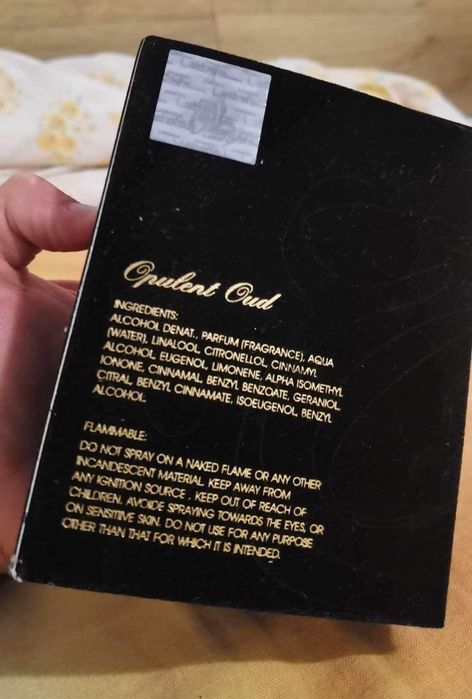 Opulent Oud
INGREDIENTS:
ALCOHOL DENAT., PARFUM (FRAGRANCE), AQUA
(WATER), LINALOOL, CITRONELLOL, CINNAMYL
ALCOHOL, EUGENOL, LIMONENE, ALPHA ISOMETHYL
IONONE, CINNAMAL, BENZYL BENZOATE, GERANIOL,
CITRAL, BENZYL CINNAMATE, ISOEUGENOL, BENZYL
ALCOHOL.
FLAMMABLE:
DO NOT SPRAY ON A NAKED FLAME OR ANY OTHER
INCANDESCENT MATERIAL. KEEP AWAY FROM
ANY IGNITION SOURCE . KEEP OUT OF REACH OF
CHILDREN. AVOIDE SPRAYING TOWARDS THE EYES, OR
ON SENSITIVE SKIN. DO NOT USE FOR ANY PURPOSE
OTHER THAN THAT FOR WHICH IT IS INTENDED.